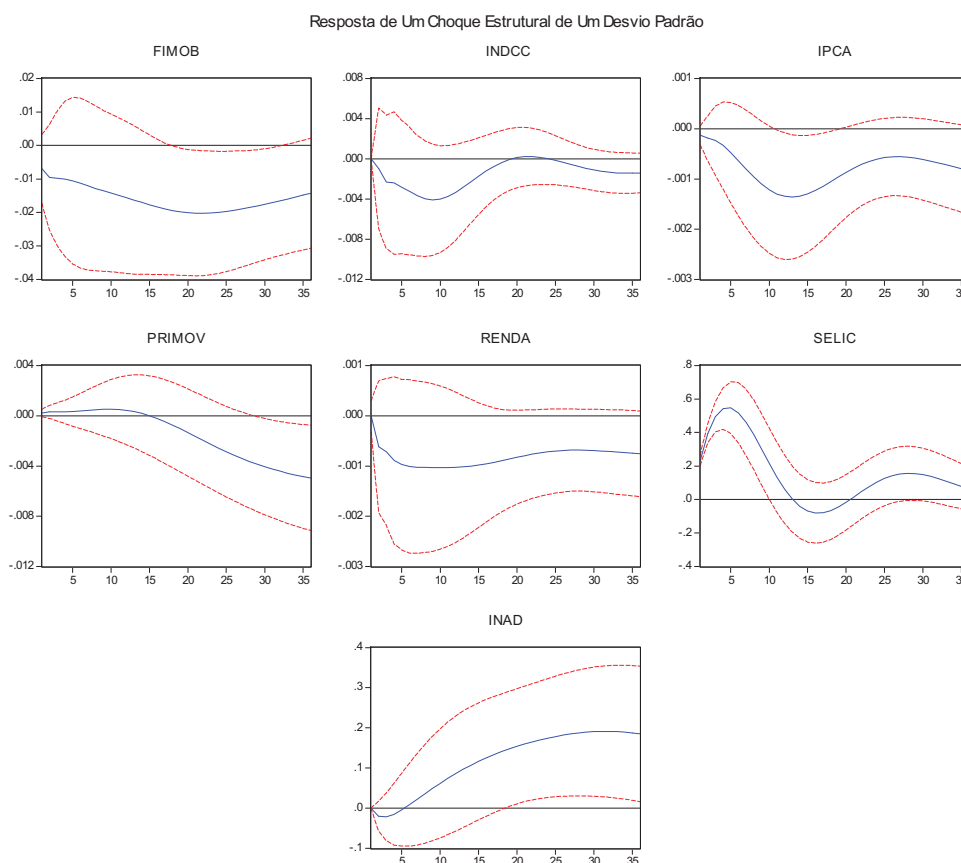 Resposta de Um Choque Estrutural de Um Desvio Padrão
FIMOB
.02
.01
.00
-.01
-.02
-.03
-.04
5 10 15 20 25 30 35
INDCC
.008
.004
.000
-.004
-.008
-.012
5 10 15 20 25 30 35
IPCA
.001
.000
-.001
-.002
-.003
5 10 15 20 25 30
PRIMOV
.004
.000
-.004
-.008
-.012
5 10 15 20 25 30 35
RENDA
.001
.000
-.001
-.002
-.003
5 10 15 20 25 30 35
SELIC
.8
.6
.4
.2
.0
-.2
-.4
5 10 15 20 25 30
INAD
.4
.3
.2
.1
.0
-.1
5 10 15 20 25 30 35